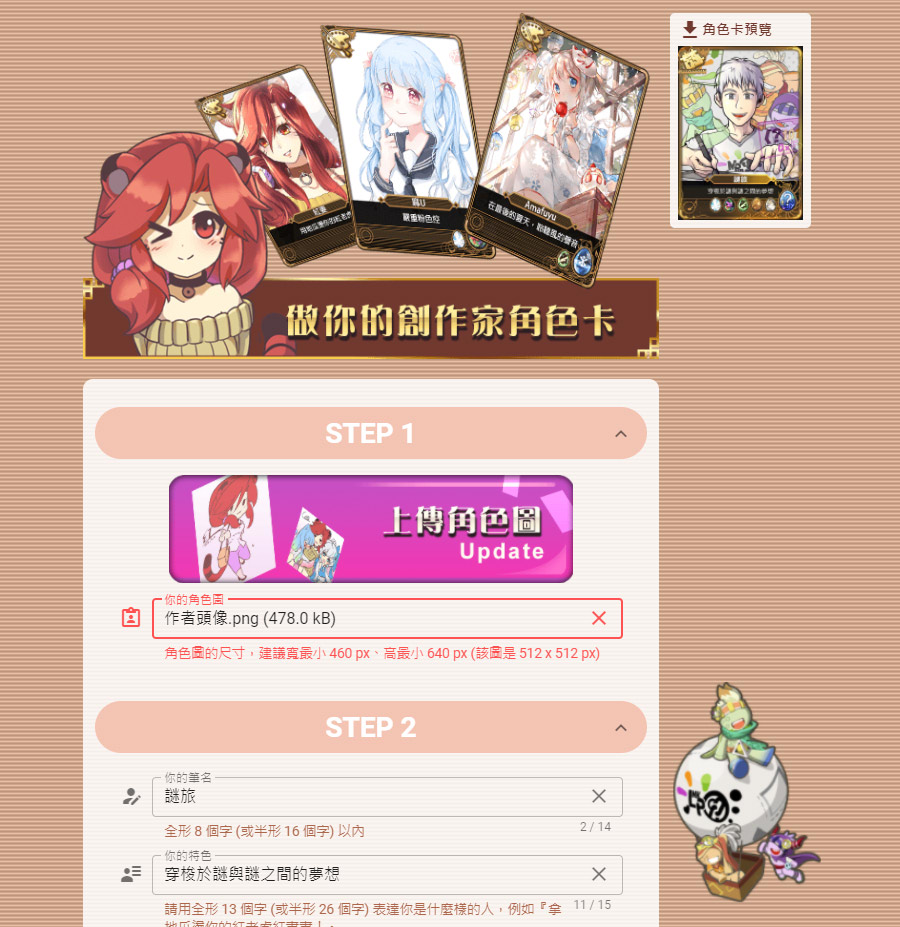 角色卡預覽
紅麗
鬍U
嚴重粉色控
Amafuyu
在最後的夏天，聆聽風的聲音
謎旅
穿梭於謎與謎之間的夢想
做你的創作家角色卡
STEP 1
上傳角色圖
Update
你的角色圖
作者頭像.png (478.0 kB)
角色圖的尺寸，建議寬最小 460 px、高最小 640 px (該圖是 512 x 512 px)
STEP 2
你的筆名
謎旅
全形 8 個字 (或半形 16 個字) 以內
2 / 14
你的特色
穿梭於謎與謎之間的夢想
請用全形 13 個字 (或半形 26 個字) 表達你是什麼樣的人，例如『拿
11 / 15